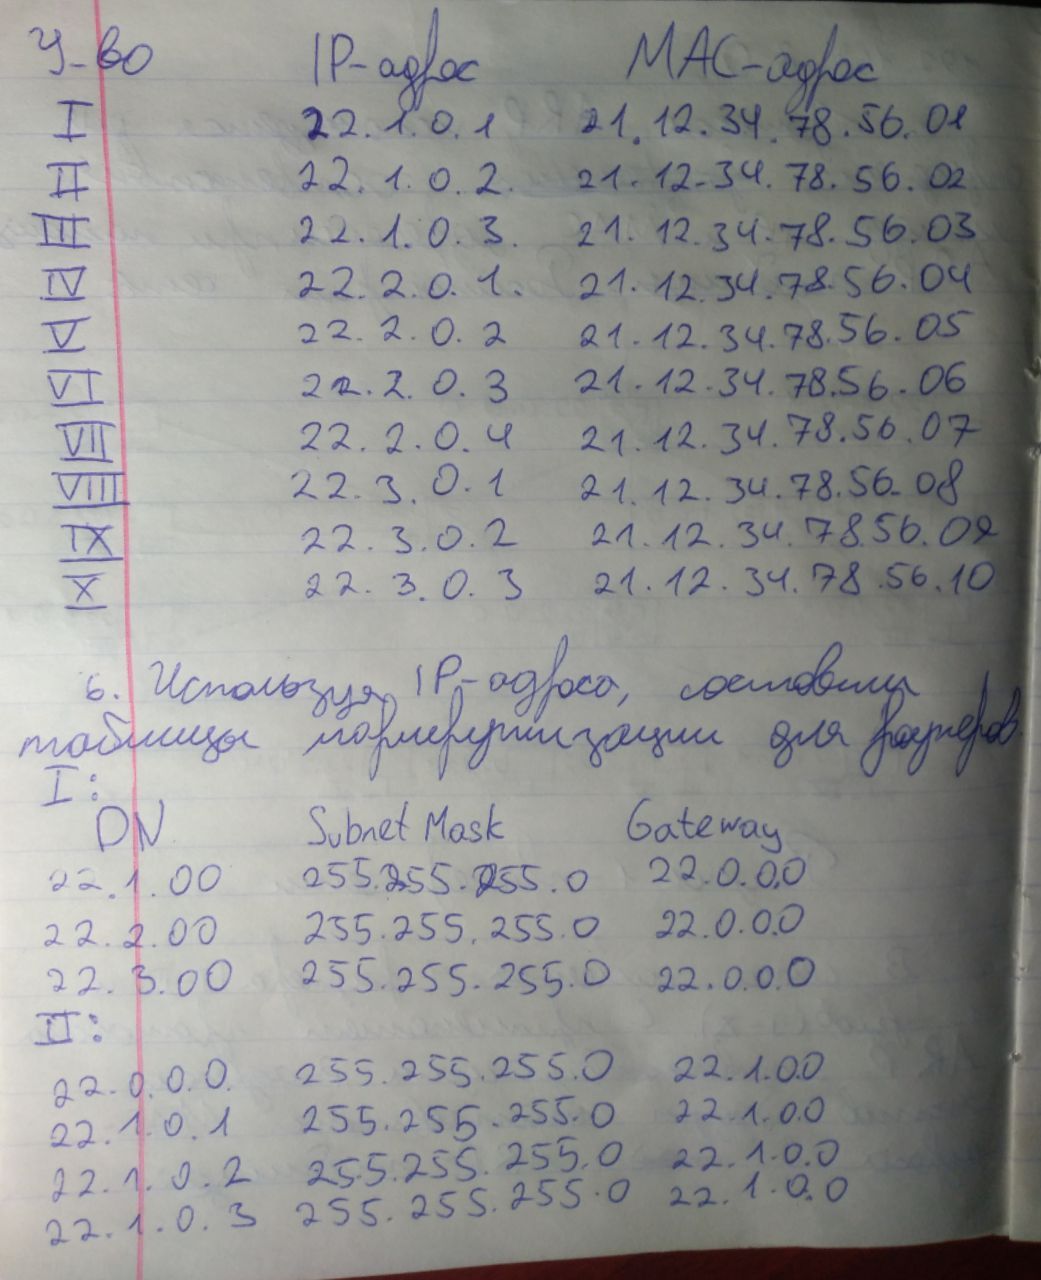 У-во IP-адрес MAC-адрес
I 22.1.0.1 21.12.34.78.56.01
II 22.1.0.2. 21.12.34.78.56.02
III 22.1.0.3. 21.12.34.78.56.03
IV 22.2.0.1. 21.12.34.78.56.04
V 22.2.0.2 21.12.34.78.56.05
VI 22.2.0.3 21.12.34.78.56.06
VII 22.2.0.4 21.12.34.78.56.07
VIII 22.3.0.1 21.12.34.78.56.08
IX 22.3.0.2 21.12.34.78.56.09
X 22.3.0.3 21.12.34.78.56.10
6. Используя IP-адреса, составим
таблицы маршрутизации для роутеров.
I:
DN Subnet Mask Gateway
22.1.00 255.255.255.0 22.0.0.0
22.2.00 255.255.255.0 22.0.0.0
22.3.00 255.255.255.0 22.0.0.0
II:
22.0.0.0. 255.255.255.0 22.1.0.0
22.1.0.1 255.255.255.0 22.1.0.0
22.1.0.2 255.255.255.0 22.1.0.0
22.1.0.3 255.255.255.0 22.1.0.0